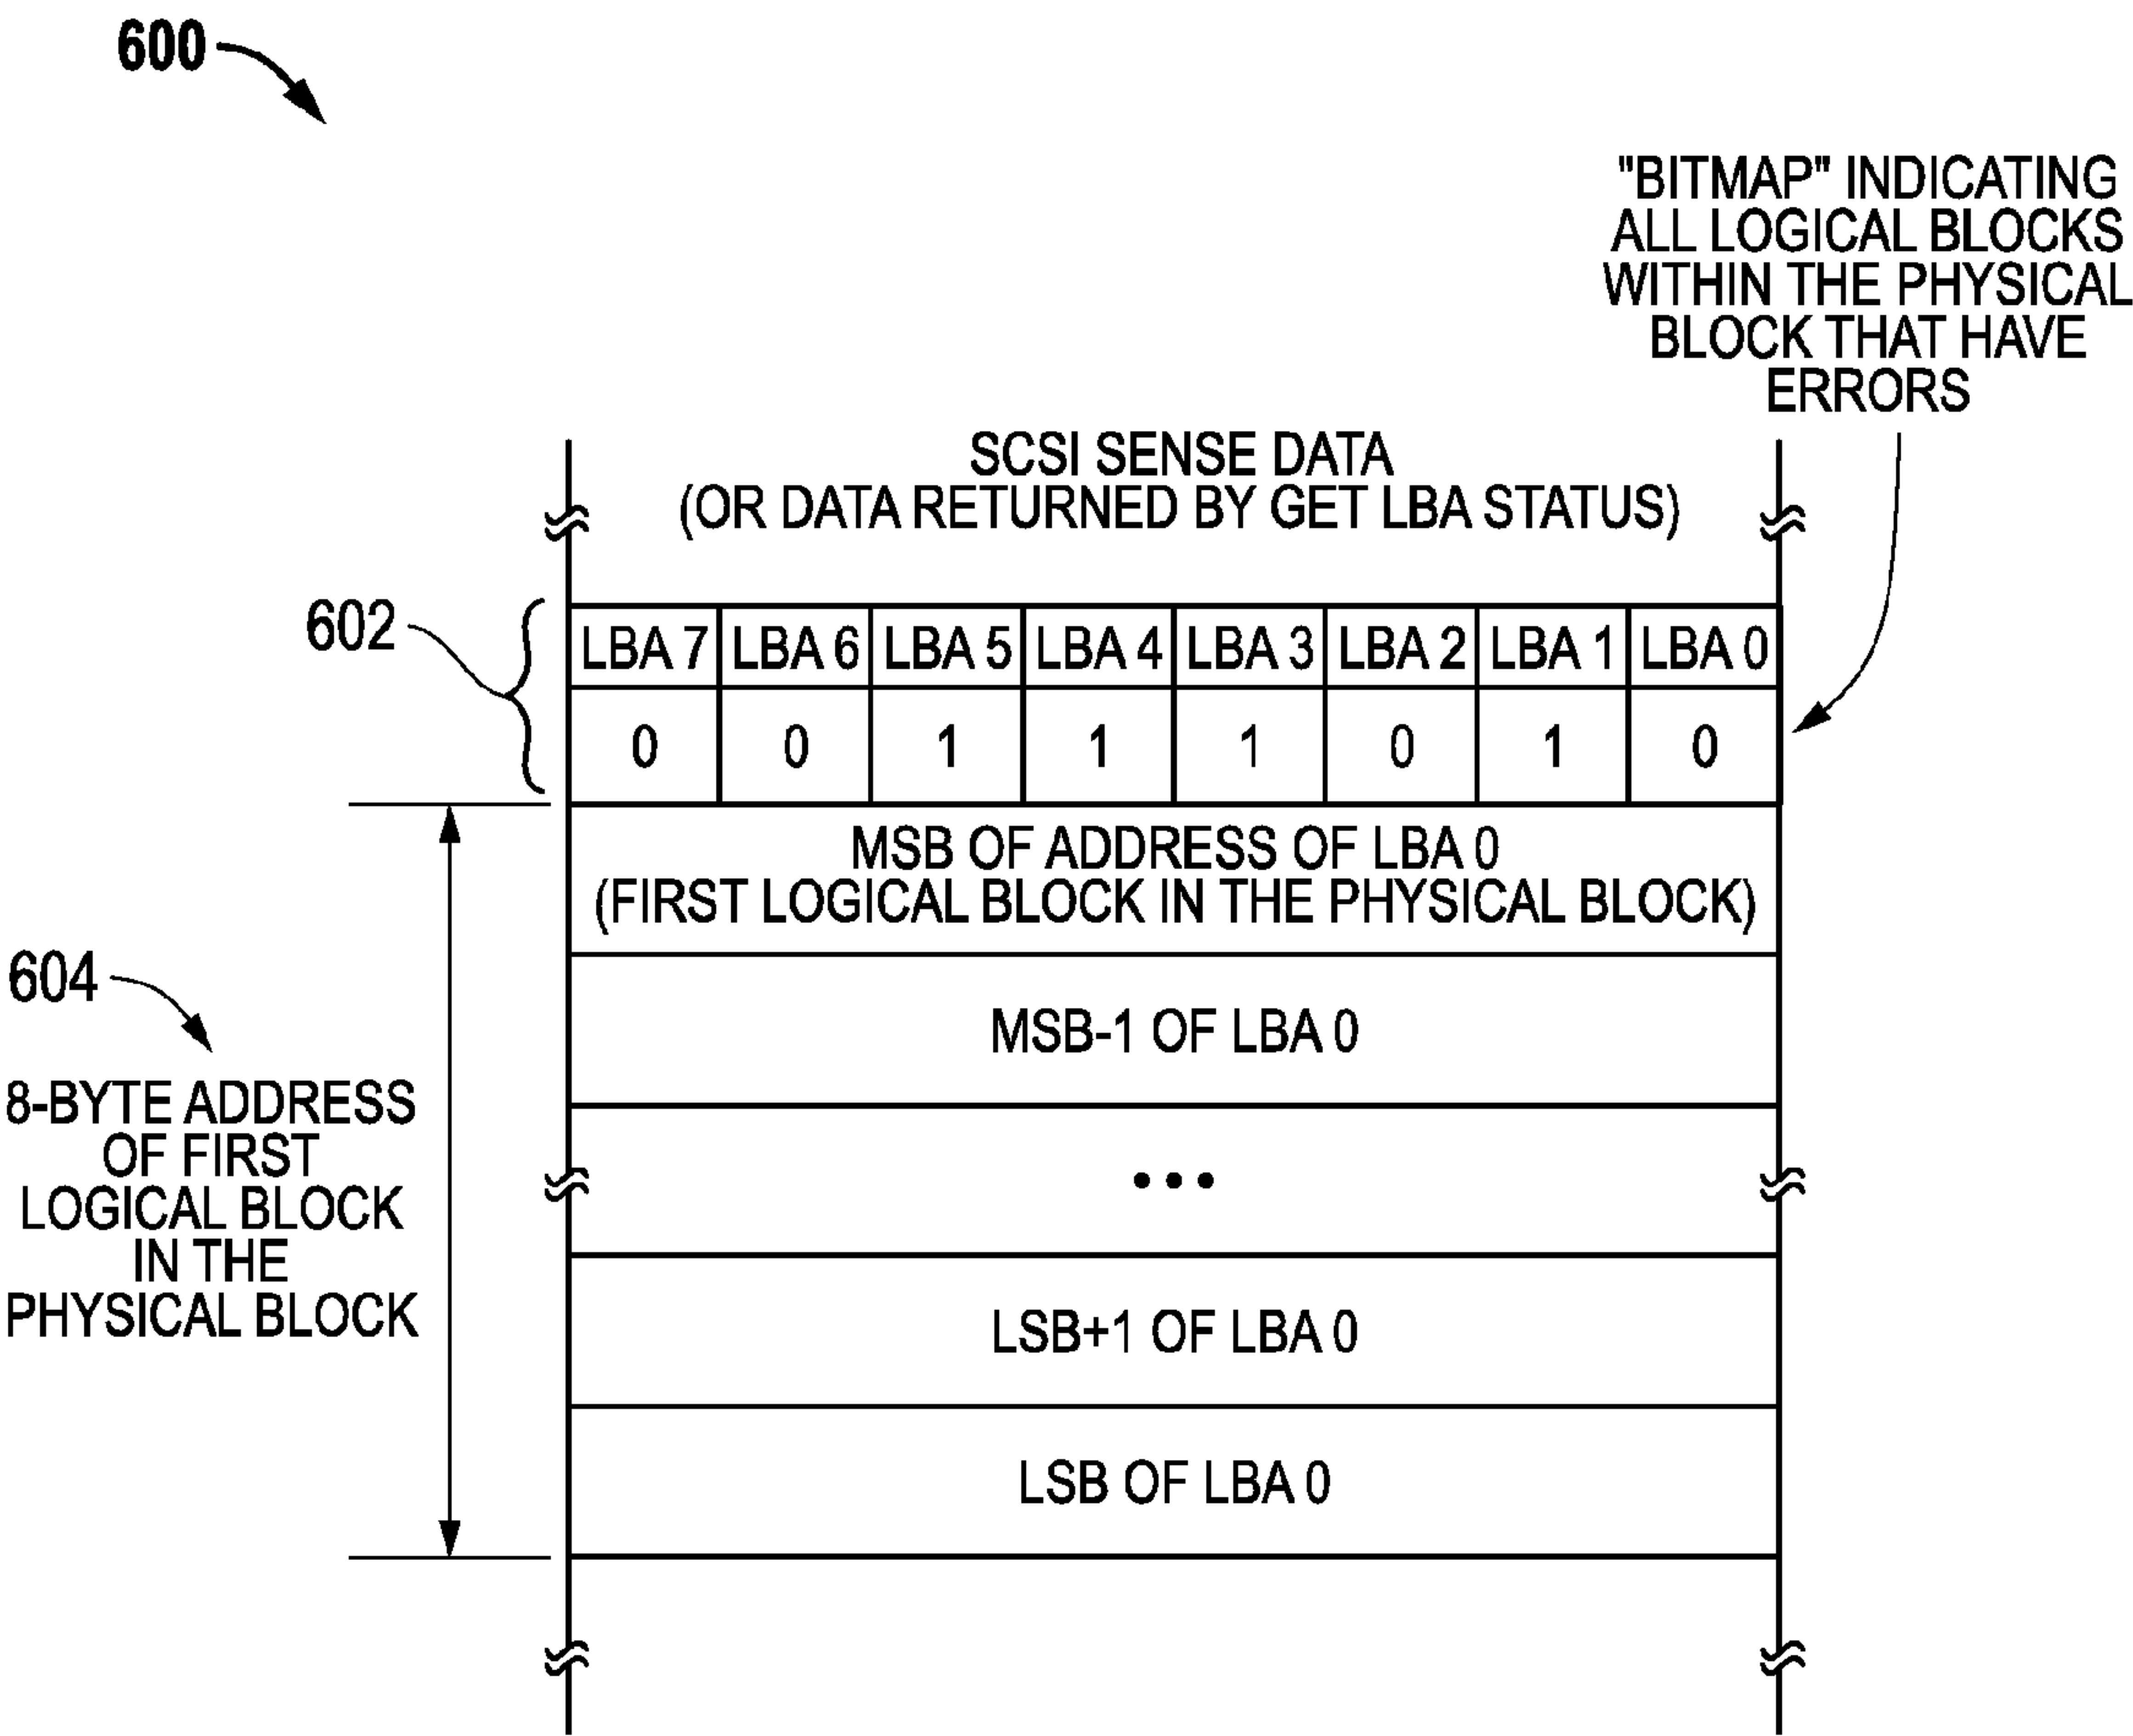 600
"BITMAP" INDICATING
ALL LOGICAL BLOCKS
WITHIN THE PHYSICAL
BLOCK THAT HAVE
ERRORS
SCSI SENSE DATA
(OR DATA RETURNED BY GET LBA STATUS)
602
LBA 7 LBA 6 LBA 5 LBA 4 LBA 3 LBA 2 LBA 1 LBA 0
0 0 1 1 1 0 1 0
MSB OF ADDRESS OF LBA 0
(FIRST LOGICAL BLOCK IN THE PHYSICAL BLOCK)
604
8-BYTE ADDRESS
OF FIRST
LOGICAL BLOCK
IN THE
PHYSICAL BLOCK
MSB-1 OF LBA 0
•••
LSB+1 OF LBA 0
LSB OF LBA 0